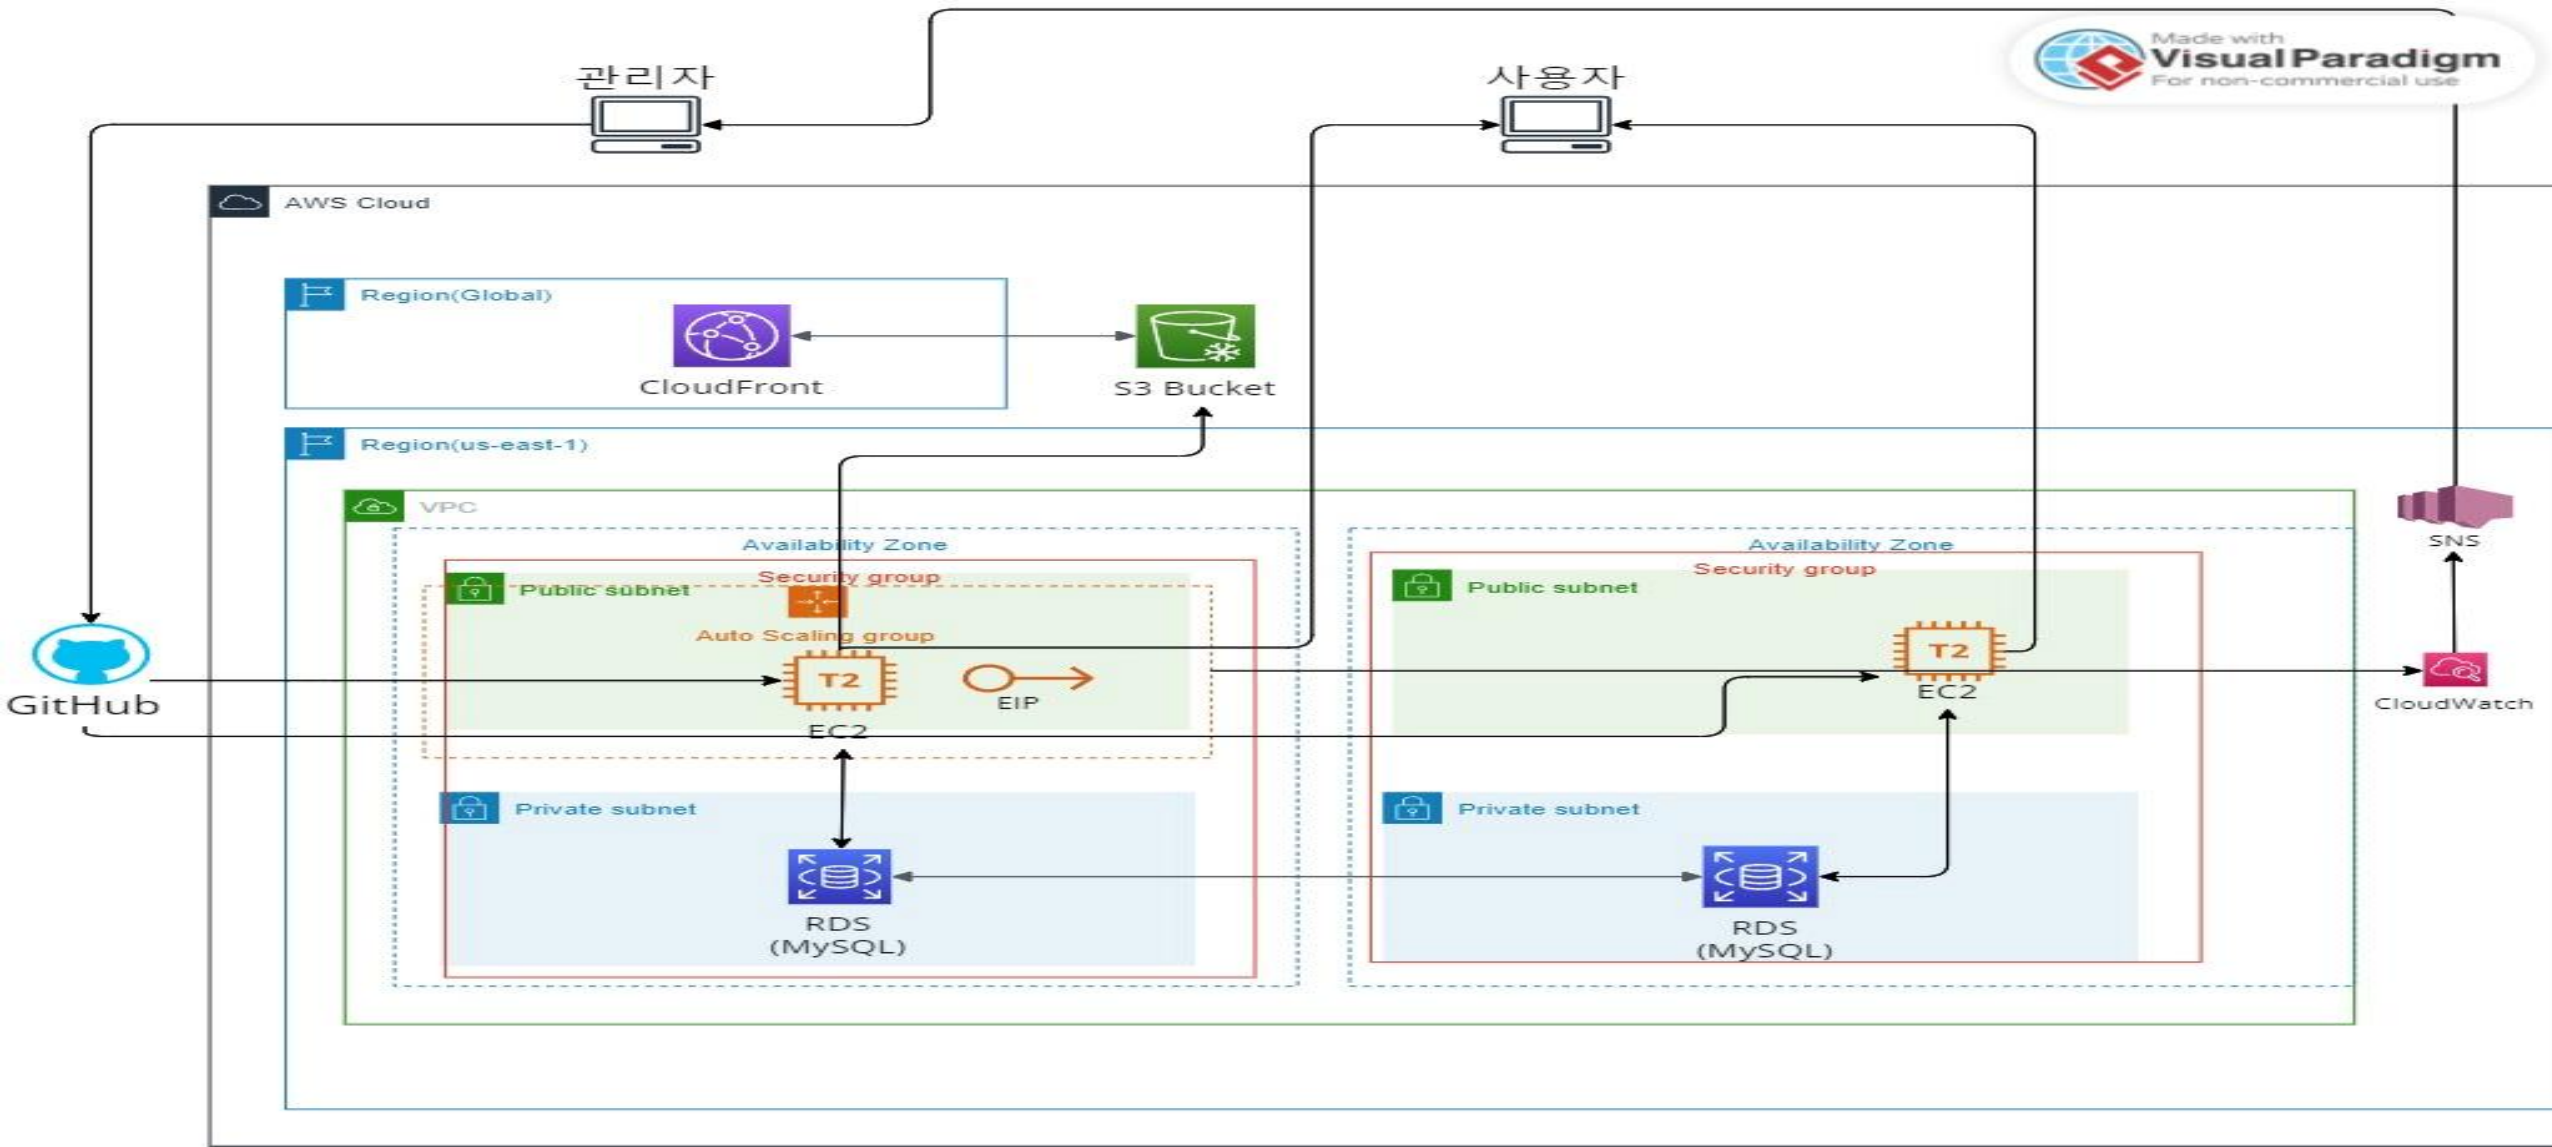 Made with
Visual Paradigm
For non-commercial use
관리자
사용자
AWS Cloud
Region(Global)
CloudFront
S3 Bucket
Region(us-east-1)
VPC
Availability Zone
Security group
Public subnet
Auto Scaling group
T2
EC2
EIP
Private subnet
RDS
(MySQL)
Availability Zone
Security group
Public subnet
T2
EC2
Private subnet
RDS
(MySQL)
SNS
CloudWatch
GitHub